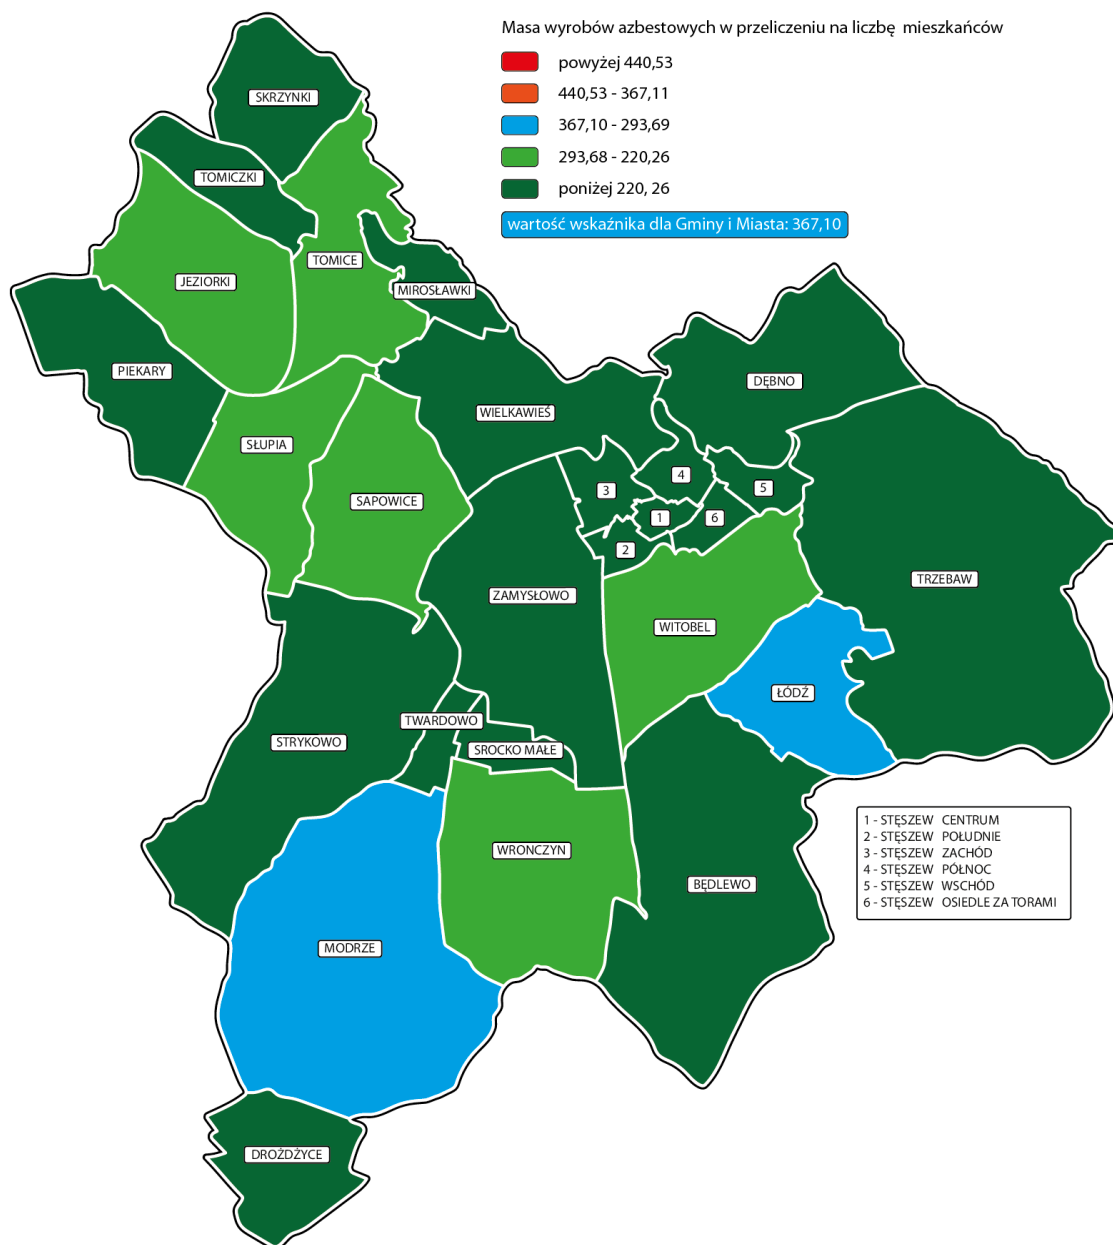 Masa wyrobów azbestowych w przeliczeniu na liczbę mieszkańców
powyżej 440,53
440,53 - 367,11
367,10 - 293,69
293,68 - 220,26
poniżej 220, 26
wartość wskaźnika dla Gminy i Miasta: 367,10
SKRZYNKI
TOMICZKI
TOMICE
JEZIORKI
MIROSŁAWKI
PIEKARY
DĘBNO
WIELKAWIEŚ
SŁUPIA
SAPOWICE
4
3
5
1
6
2
TRZEBAW
ZAMYSŁOWO
WITOBEL
ŁÓDŹ
TWARDOWO
STRYKOWO
SROCKO MAŁE
WRONCZYN
BĘDLEWO
MODRZE
DROŻDŻYCE
1 - STĘSZEW CENTRUM
2 - STĘSZEW POŁUDNIE
3 - STĘSZEW ZACHÓD
4 - STĘSZEW PÓŁNOC
5 - STĘSZEW WSCHÓD
6 - STĘSZEW OSIEDLE ZA TORAMI